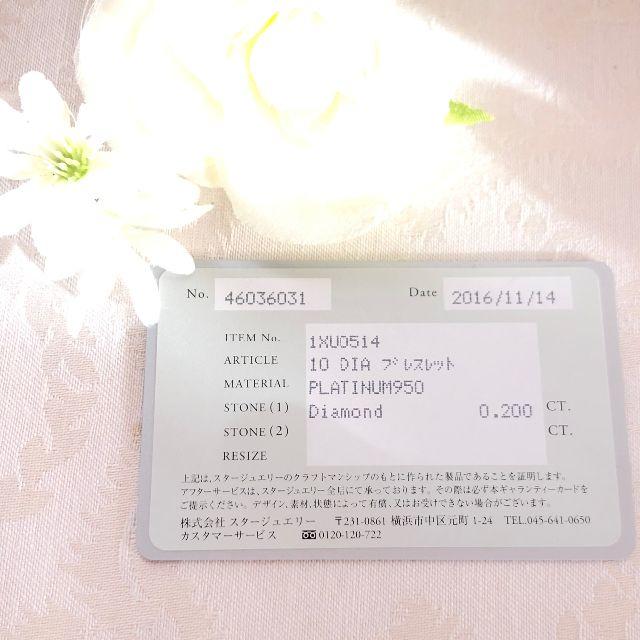 No. 46036031 Date 2016/11/14
ITEM No. 1XU0514
ARTICLE 10 DIA ブレスレット
MATERIAL PLATINUM950
STONE (1) Diamond 0.200 CT.
STONE (2) CT.
RESIZE
上記は、スタージュエリーのクラフトマンシップのもとに作られた製品であることを証明します。
アフターサービスは、スタージュエリー全店にて承っております。その際は必ず本ギャランティーカードを
ご提示ください。デザイン、素材、状態によって有償、又はお受けできない場合がございます。
株式会社 スタージュエリー 〒231-0861 横浜市中区元町 1-24 TEL.045-641-0650
カスタマーサービス 0120-120-722